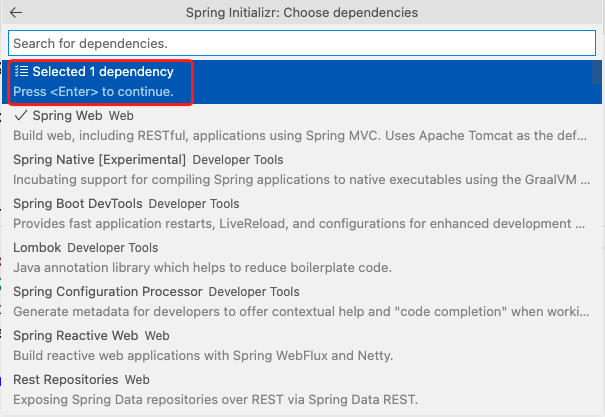 Spring Initializr: Choose dependencies
Search for dependencies.
Selected 1 dependency
Press <Enter> to continue.
Spring Web Web
Build web, including RESTful, applications using Spring MVC. Uses Apache Tomcat as the def...
Spring Native [Experimental] Developer Tools
Incubating support for compiling Spring applications to native executables using the GraalVM ...
Spring Boot DevTools Developer Tools
Provides fast application restarts, LiveReload, and configurations for enhanced development ...
Lombok Developer Tools
Java annotation library which helps to reduce boilerplate code.
Spring Configuration Processor Developer Tools
Generate metadata for developers to offer contextual help and "code completion" when worki...
Spring Reactive Web Web
Build reactive web applications with Spring WebFlux and Netty.
Rest Repositories Web
Exposing Spring Data repositories over REST via Spring Data REST.